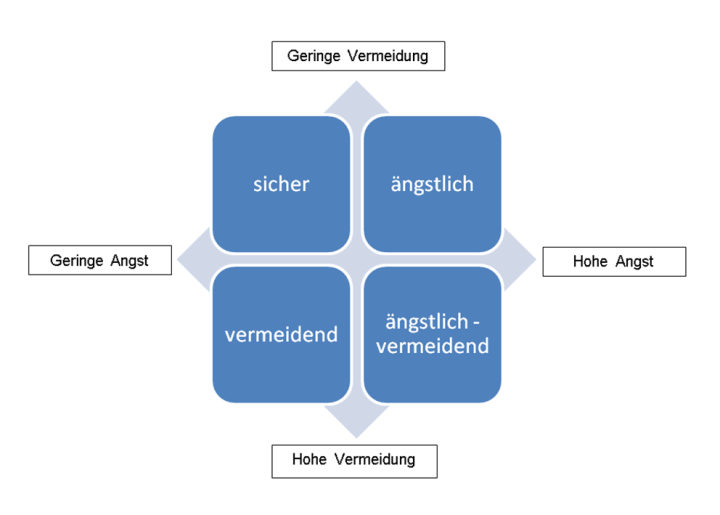 Geringe Vermeidung
sicher
ängstlich
Geringe Angst
Hohe Angst
vermeidend
ängstlich -
vermeidend
Hohe Vermeidung